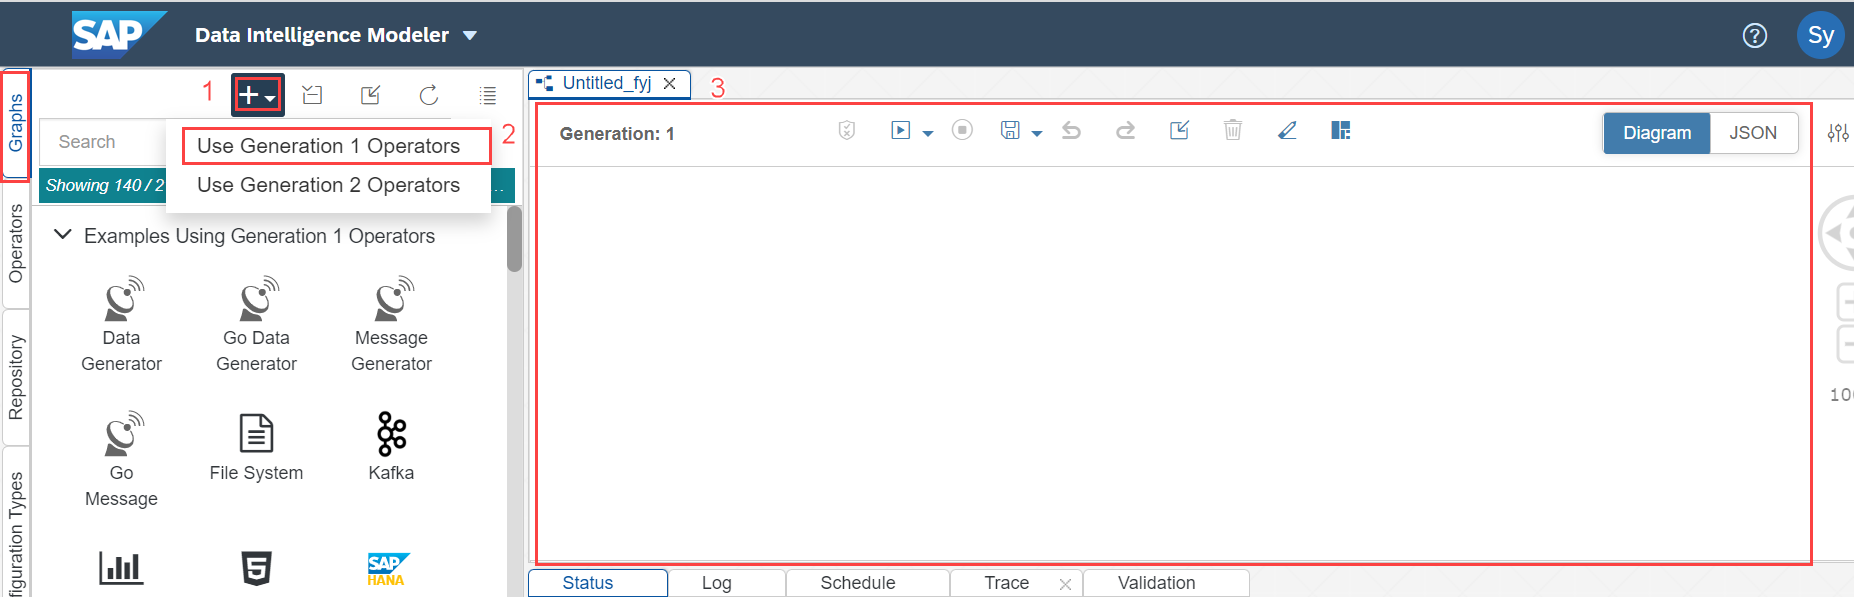 SAP
Data Intelligence Modeler
Sy
Graphs
Operators
Repository
figuration Types
1
2
3
Search
Use Generation 1 Operators
Use Generation 2 Operators
Showing 140 / 2
...
Examples Using Generation 1 Operators
Data
Generator
Go Data
Generator
Message
Generator
Go
Message
File System
Kafka
SAP
HANA
Untitled_fyj
Generation: 1
Diagram
JSON
100
Status
Log
Schedule
Trace
Validation